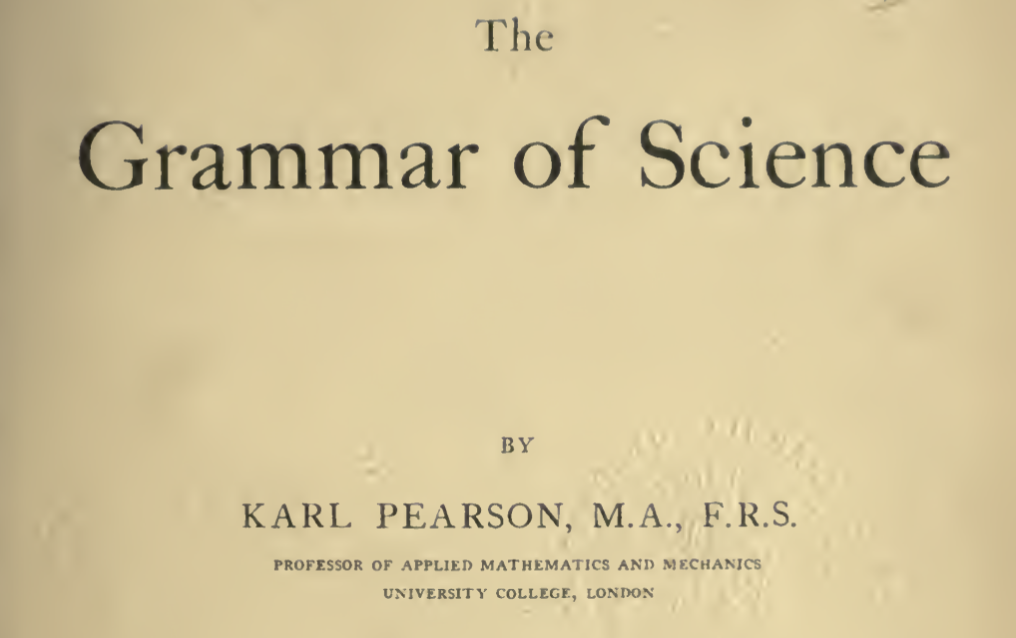 The
Grammar of Science
BY
KARL PEARSON, M.A., F.R.S.
PROFESSOR OF APPLIED MATHEMATICS AND MECHANICS
UNIVERSITY COLLEGE, LONDON